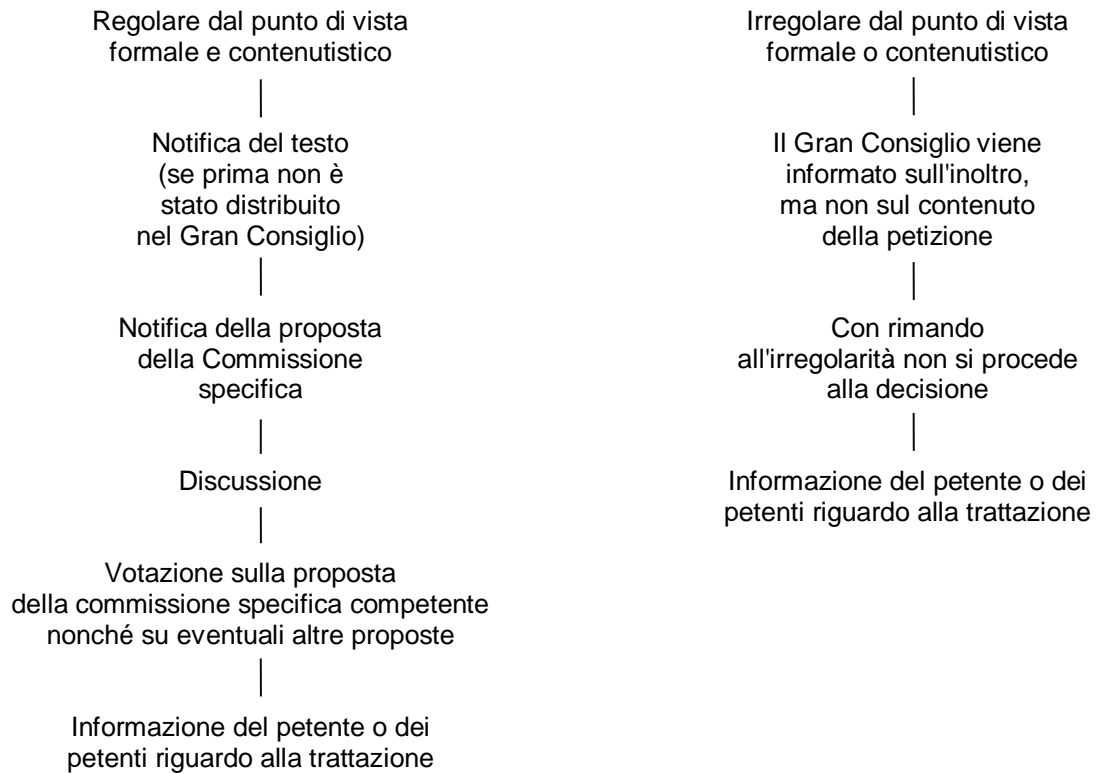 Regolare dal punto di vista
formale e contenutistico
Notifica del testo
(se prima non è
stato distribuito
nel Gran Consiglio)
Notifica della proposta
della Commissione
specifica
Discussione
Votazione sulla proposta
della commissione specifica competente
nonché su eventuali altre proposte
Informazione del petente o dei
petenti riguardo alla trattazione
Irregolare dal punto di vista
formale o contenutistico
Il Gran Consiglio viene
informato sull'inoltro,
ma non sul contenuto
della petizione
Con rimando
all'irregolarità non si procede
alla decisione
Informazione del petente o dei
petenti riguardo alla trattazione